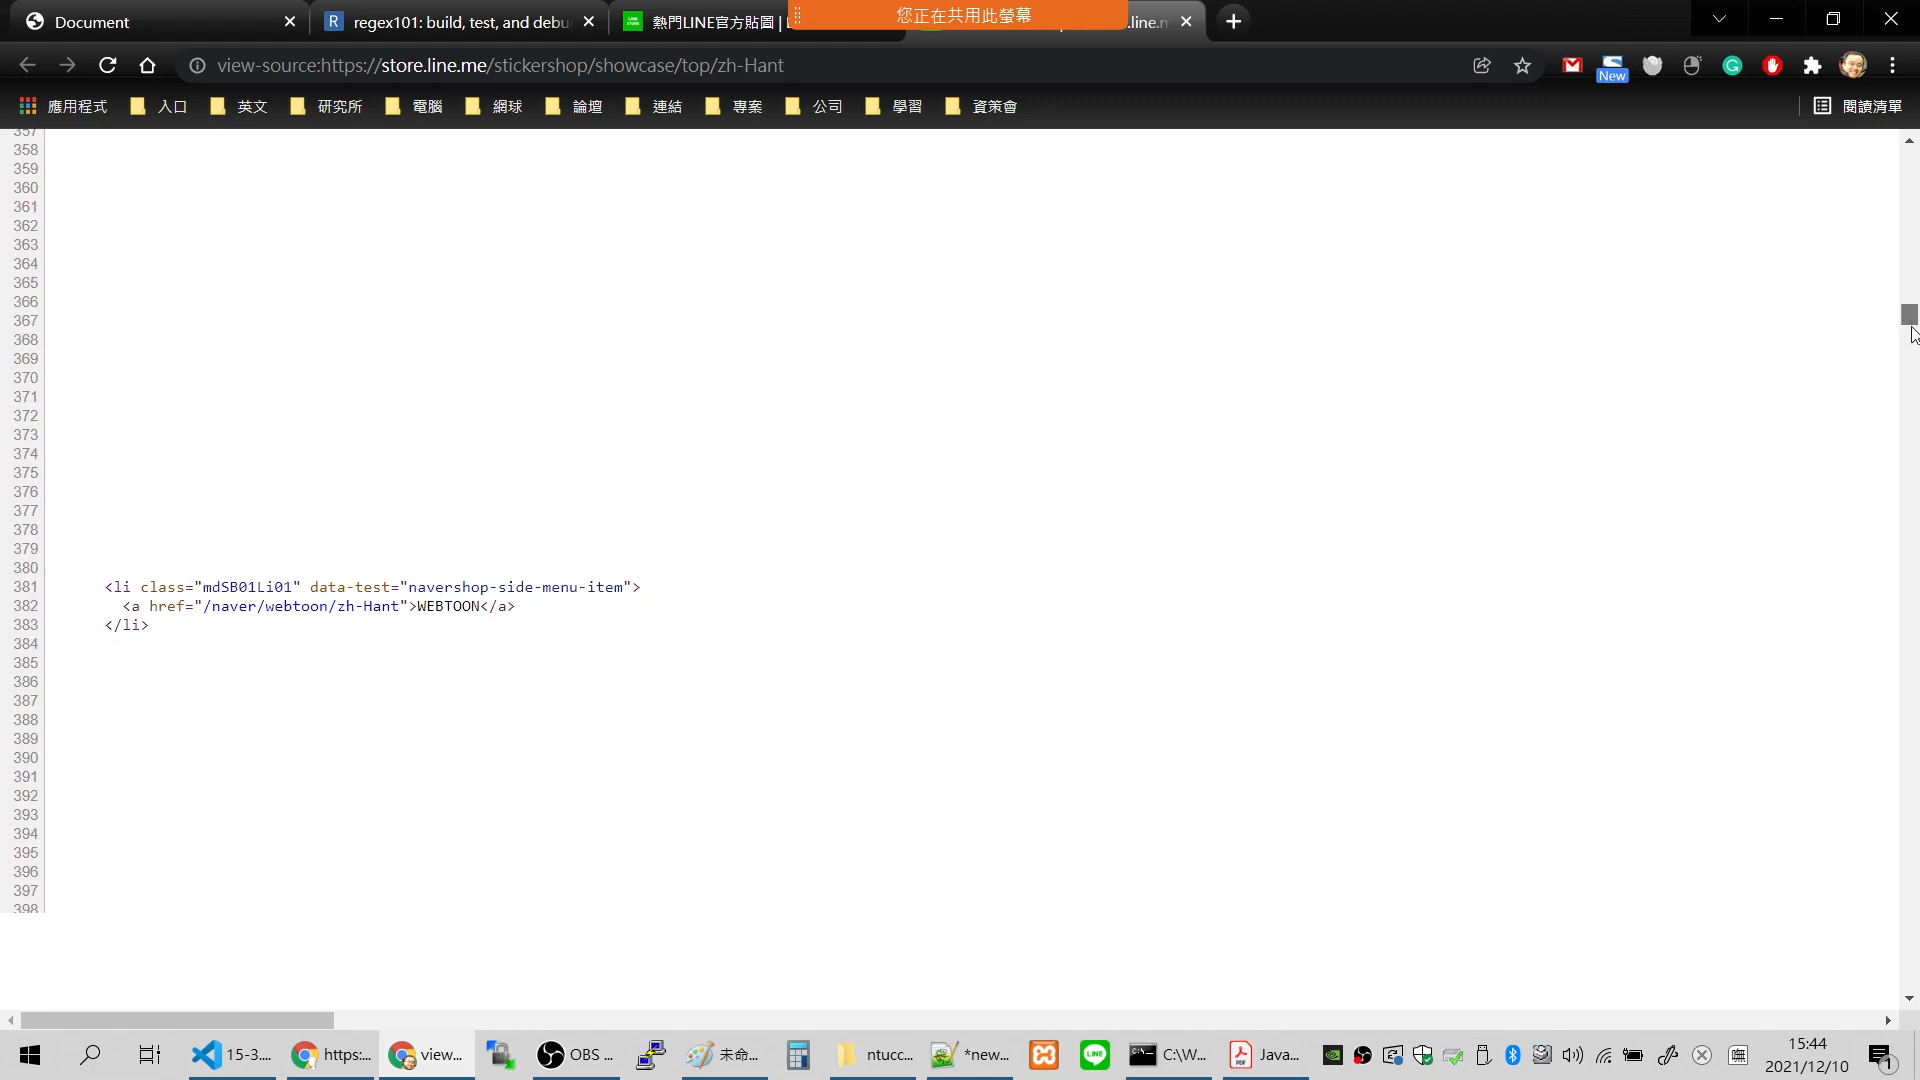 Document
regex101: build, test, and debu
熱門LINE官方貼圖 | L
您正在共用此螢幕
.line.m
view-source:https://store.line.me/stickershop/showcase/top/zh-Hant
New
應用程式
入口
英文
研究所
電腦
網球
論壇
連結
專案
公司
學習
資策會
閱讀清單
357
358
359
360
361
362
363
364
365
366
367
368
369
370
371
372
373
374
375
376
377
378
379
380
381 <li class="mdSB01Li01" data-test="navershop-side-menu-item">
382 <a href="/naver/webtoon/zh-Hant">WEBTOON</a>
383 </li>
384
385
386
387
388
389
390
391
392
393
394
395
396
397
398
15-3....
https:...
view...
OBS ...
未命...
ntucc...
*new...
C:\W...
Java...
15:44
2021/12/10
1